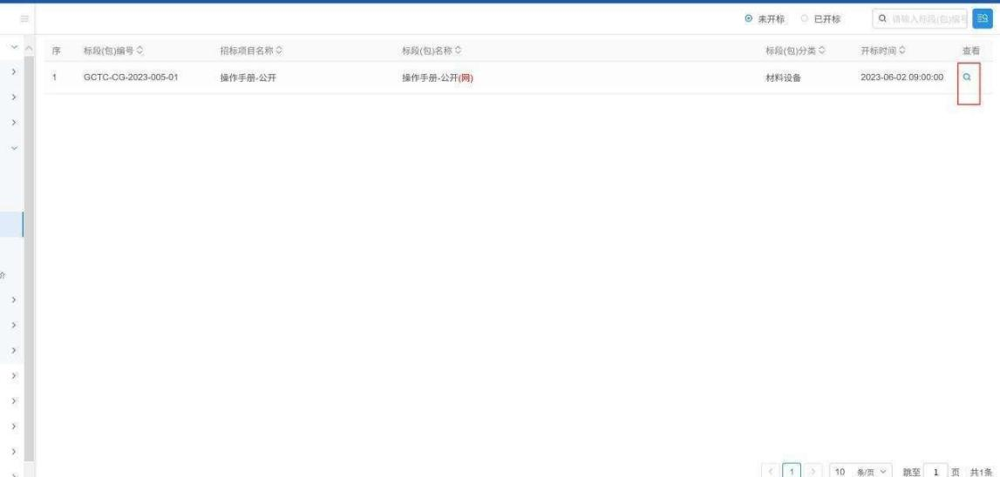 未开标 已开标 请输入标段(包)编号
序 标段(包)编号 招标项目名称 标段(包)名称 标段(包)分类 开标时间 查看
1 GCTC-CG-2023-005-01 操作手册-公开 操作手册-公开(网) 材料设备 2023-06-02 09:00:00
价
1 10 条/页 跳至 1 页 共1条